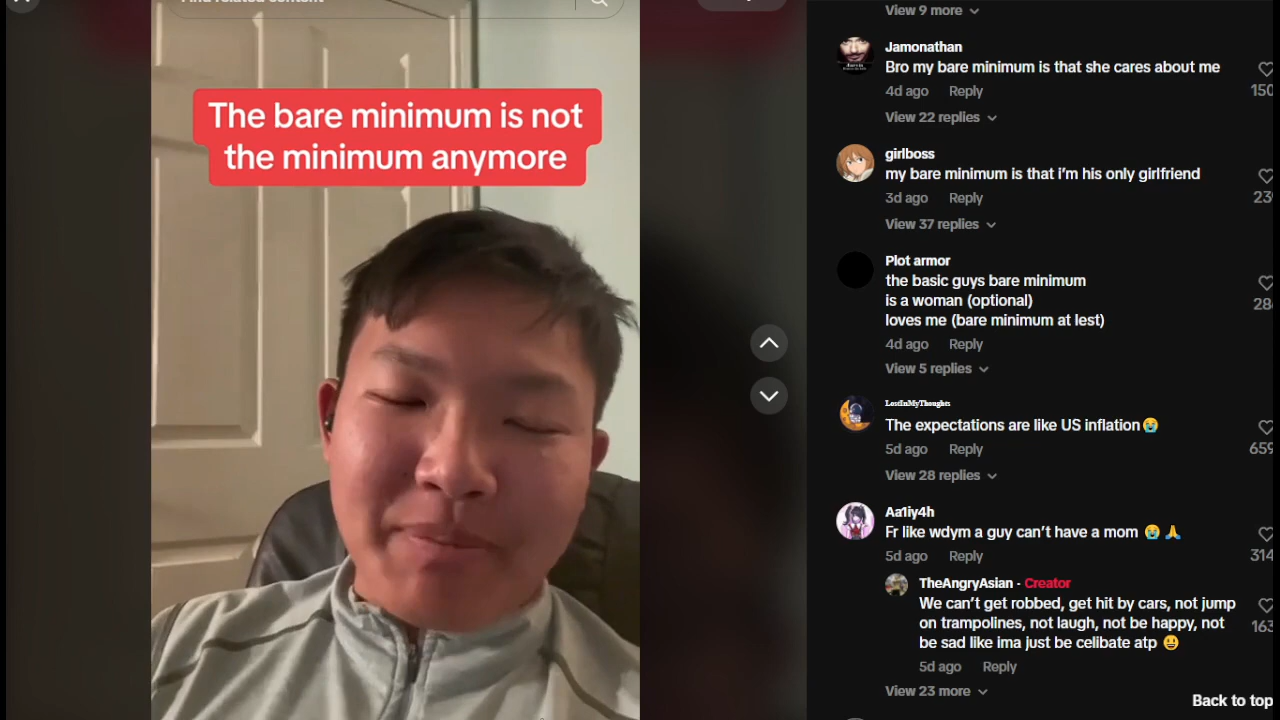 Find related content
The bare minimum is not
the minimum anymore
View 9 more
Jamonathan
Bro my bare minimum is that she cares about me
4d ago Reply
150
View 22 replies
girlboss
my bare minimum is that i'm his only girlfriend
3d ago Reply
View 37 replies
Plot armor
the basic guys bare minimum
is a woman (optional)
loves me (bare minimum at lest)
4d ago Reply
View 5 replies
LostInMyThoughts
The expectations are like US inflation😭
5d ago Reply
659
View 28 replies
Aa1iy4h
Fr like wdym a guy can't have a mom 😭 🙏
5d ago Reply
314
TheAngryAsian · Creator
We can't get robbed, get hit by cars, not jump
on trampolines, not laugh, not be happy, not
be sad like ima just be celibate atp 😃
163
5d ago Reply
View 23 more
Back to top